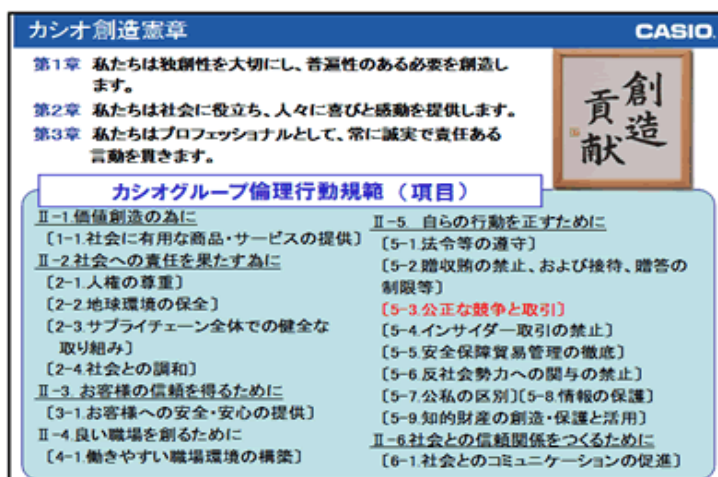 カシオ創造憲章
CASIO.
第1章 私たちは独創性を大切にし、普遍性のある必要を創造し
ます。
第2章 私たちは社会に役立ち、人々に喜びと感動を提供します。
第3章 私たちはプロフェッショナルとして、常に誠実で責任ある
言動を貫きます。
創造
貢献
カシオグループ倫理行動規範(項目)
Ⅱ-1.価値創造の為に
〔1-1.社会に有用な商品・サービスの提供〕
Ⅱ-2.社会への責任を果たす為に
〔2-1.人権の尊重〕
〔2-2.地球環境の保全〕
〔2-3.サプライチェーン全体での健全な
取り組み〕
〔2-4.社会との調和〕
Ⅱ-3. お客様の信頼を得るために
〔3-1.お客様への安全・安心の提供〕
Ⅱ-4.良い職場を創るために
〔4-1.働きやすい職場環境の構築〕
Ⅱ-5. 自らの行動を正すために
〔5-1.法令等の遵守〕
〔5-2.贈収賄の禁止、および接待、贈答の
制限等〕
〔5-3.公正な競争と取引〕
〔5-4.インサイダー取引の禁止〕
〔5-5.安全保障貿易管理の徹底〕
〔5-6.反社会勢力への関与の禁止〕
〔5-7.公私の区別〕〔5-8.情報の保護〕
〔5-9.知的財産の創造・保護と活用〕
Ⅱ-6社会との信頼関係をつくるために
〔6-1.社会とのコミュニケーションの促進〕